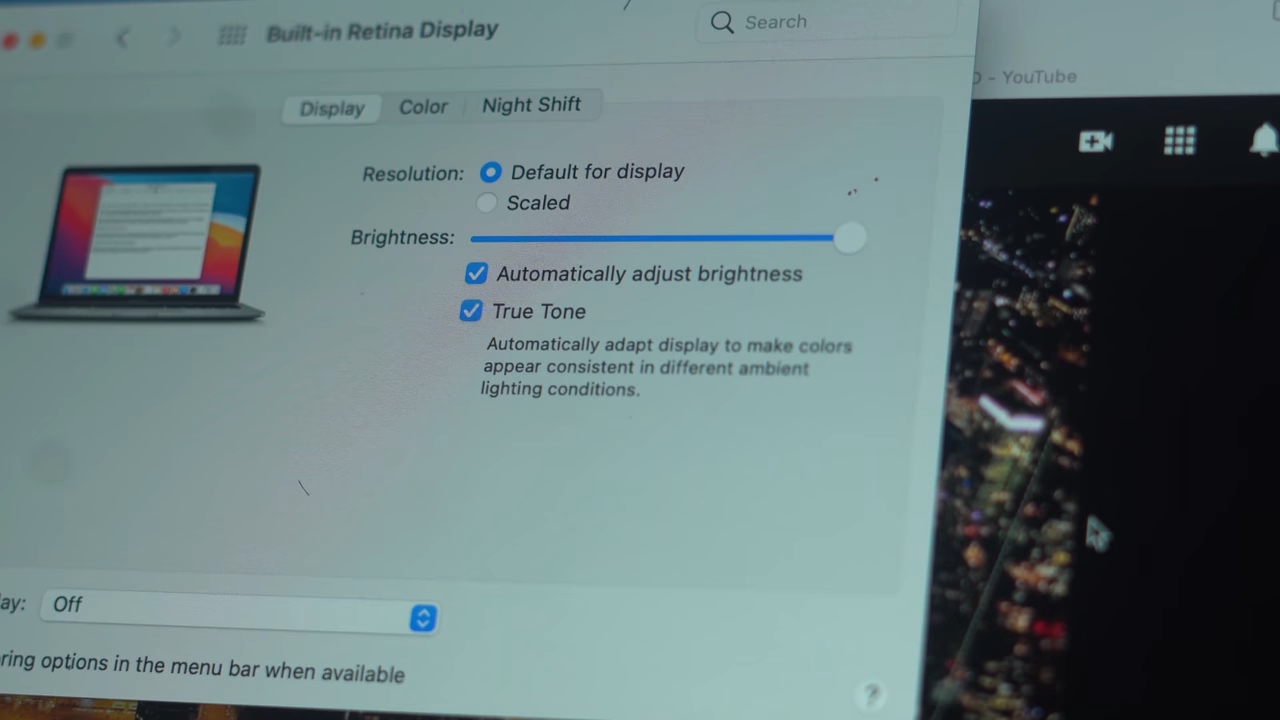 Built-in Retina Display
Search
- YouTube
Display
Color
Night Shift
Resolution:
Default for display
Scaled
Brightness:
Automatically adjust brightness
True Tone
Automatically adapt display to make colors
appear consistent in different ambient
lighting conditions.
ay:
Off
ring options in the menu bar when available
?